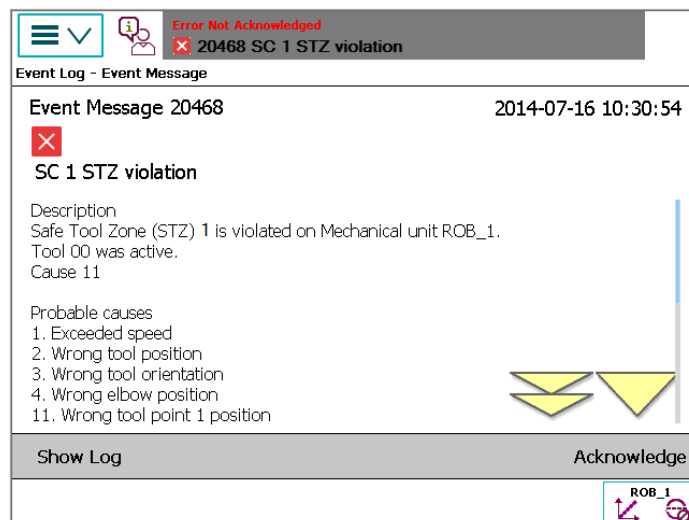 Error Not Acknowledged
20468 SC 1 STZ violation
Event Log - Event Message
Event Message 20468
2014-07-16 10:30:54
SC 1 STZ violation
Description
Safe Tool Zone (STZ) 1 is violated on Mechanical unit ROB_1.
Tool 00 was active.
Cause 11
Probable causes
1. Exceeded speed
2. Wrong tool position
3. Wrong tool orientation
4. Wrong elbow position
11. Wrong tool point 1 position
Show Log
Acknowledge
ROB_1